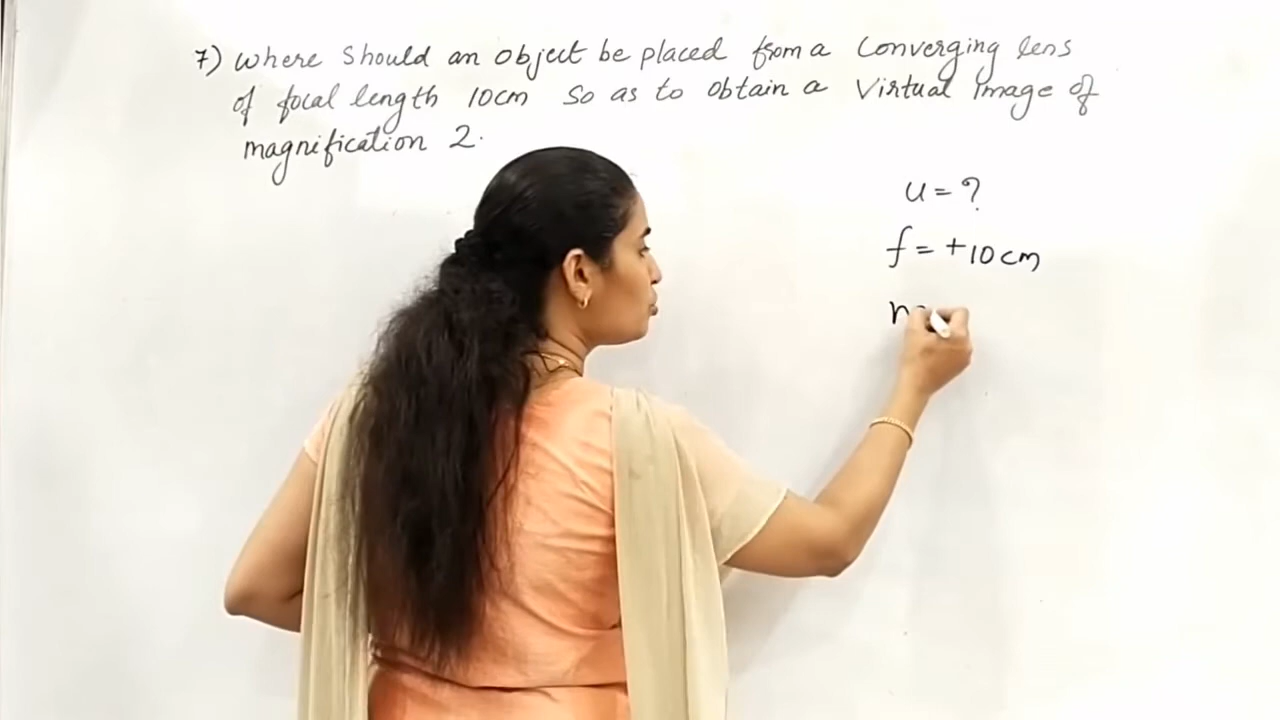 7) Where Should an object be placed from a Converging lens
of focal length 10cm So as to obtain a Virtual Image of
magnification 2.
u = ?
f = +10cm
m